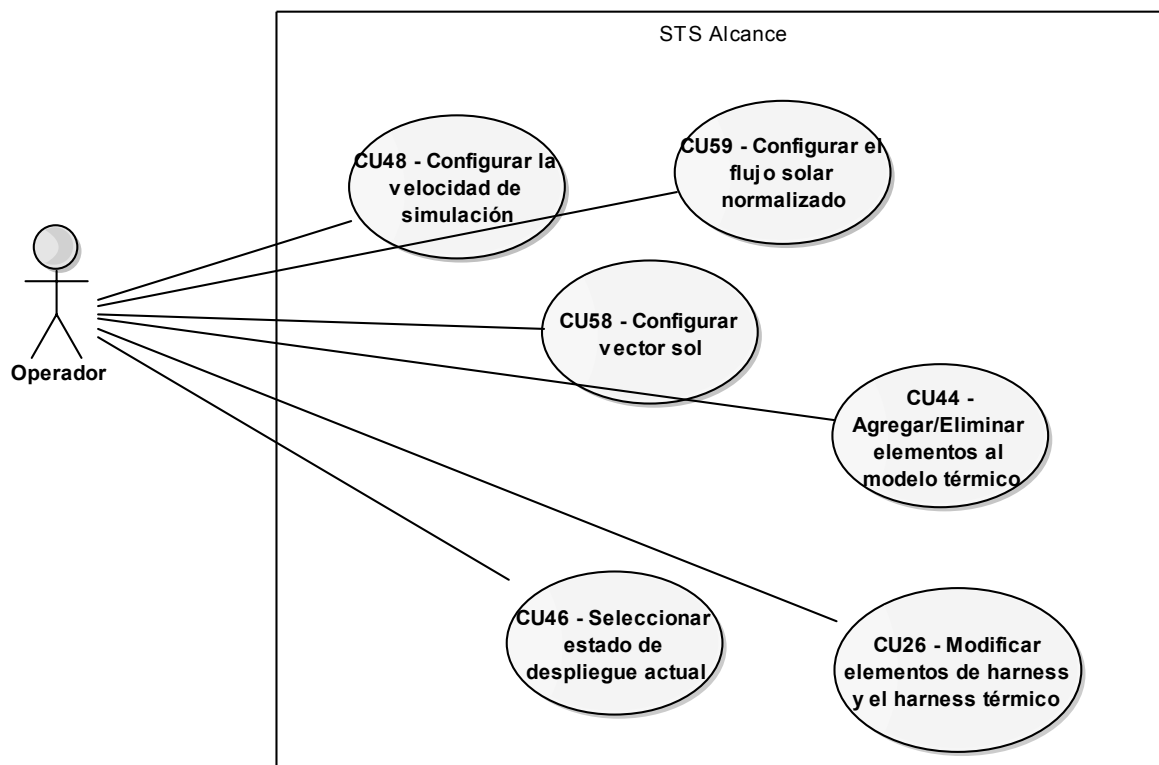 STS Alcance
CU48 - Configurar la
velocidad de
simulación
CU59 - Configurar el
flujo solar
normalizado
Operador
CU58 - Configurar
vector sol
CU44 -
Agregar/Eliminar
elementos al
modelo térmico
CU46 - Seleccionar
estado de
despliegue actual
CU26 - Modificar
elementos de harness
y el harness térmico